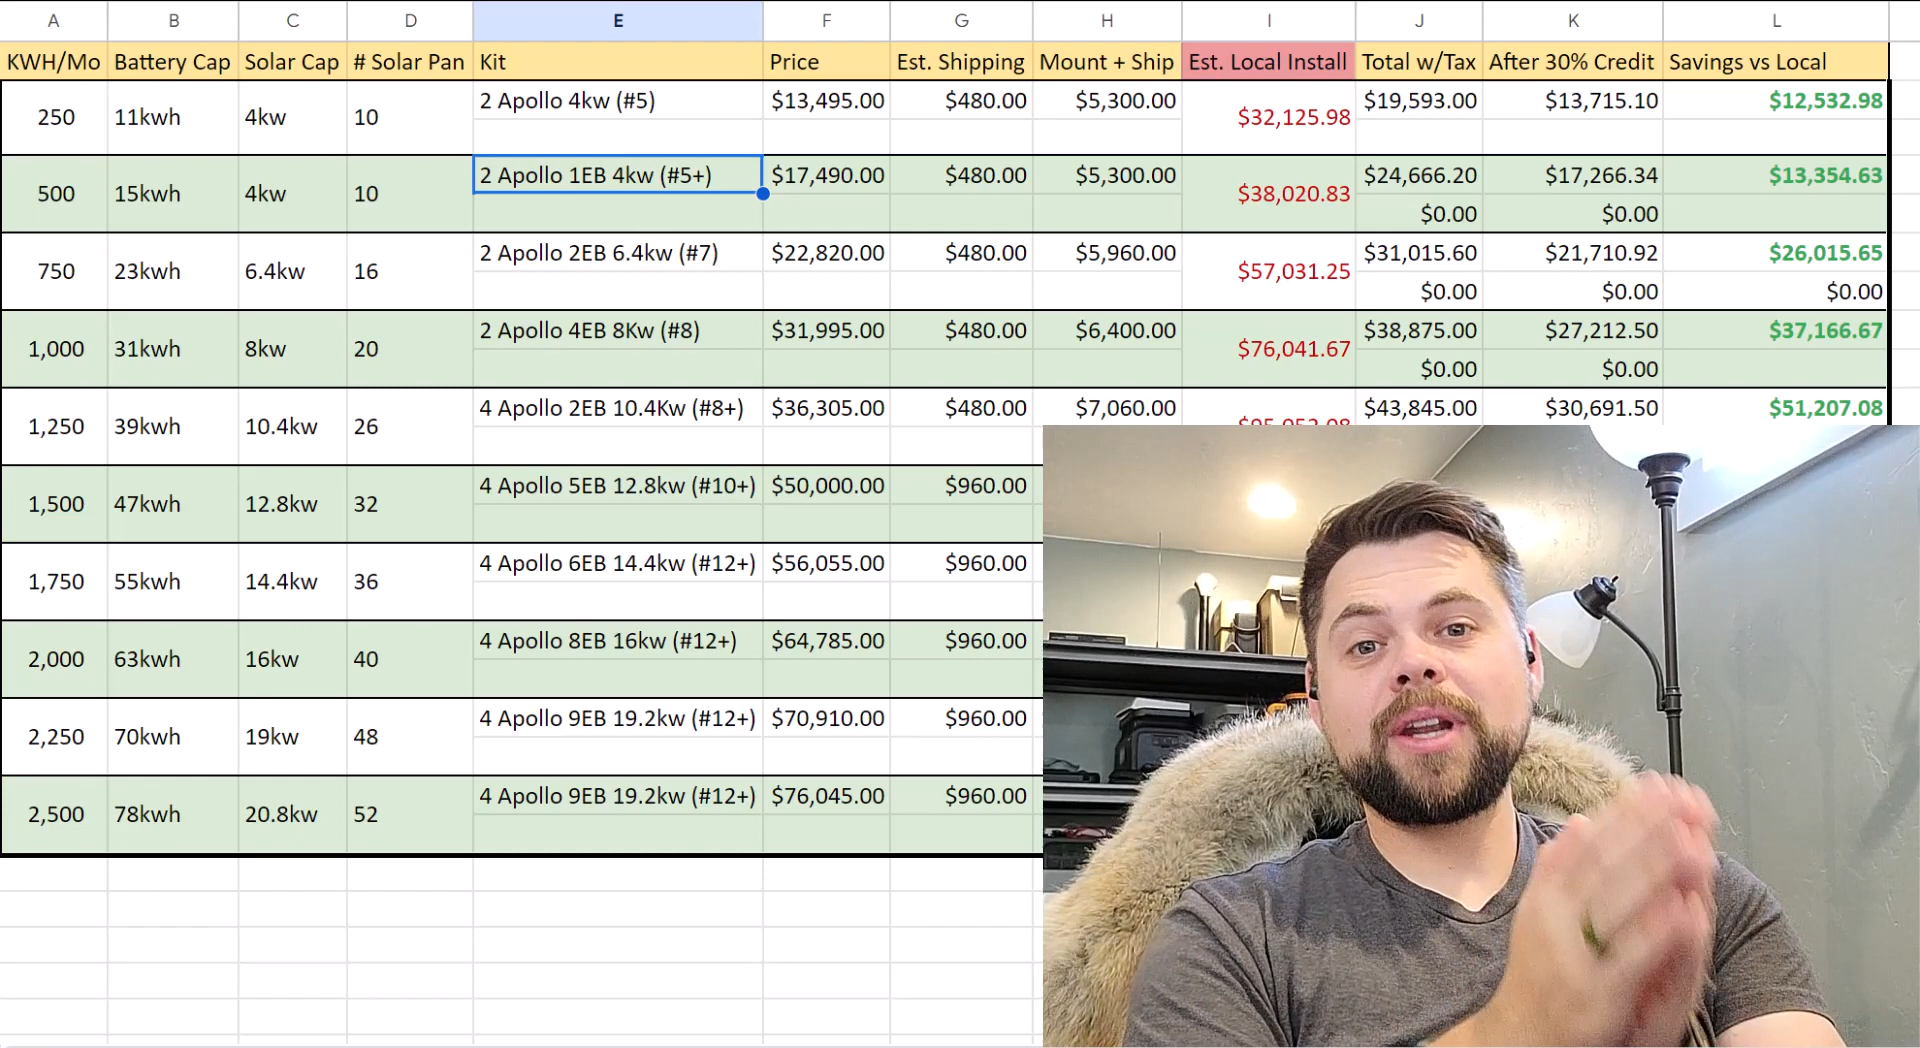 A B C D E F G H I J K L
KWH/Mo Battery Cap Solar Cap # Solar Pan Kit Price Est. Shipping Mount + Ship Est. Local Install Total w/Tax After 30% Credit Savings vs Local
250 11kwh 4kw 10 2 Apollo 4kw (#5) $13,495.00 $480.00 $5,300.00 $32,125.98 $19,593.00 $13,715.10 $12,532.98
500 15kwh 4kw 10 2 Apollo 1EB 4kw (#5+) $17,490.00 $480.00 $5,300.00 $38,020.83 $24,666.20 $17,266.34 $13,354.63
$0.00 $0.00
750 23kwh 6.4kw 16 2 Apollo 2EB 6.4kw (#7) $22,820.00 $480.00 $5,960.00 $57,031.25 $31,015.60 $21,710.92 $26,015.65
$0.00 $0.00 $0.00
1,000 31kwh 8kw 20 2 Apollo 4EB 8Kw (#8) $31,995.00 $480.00 $6,400.00 $76,041.67 $38,875.00 $27,212.50 $37,166.67
$0.00 $0.00
1,250 39kwh 10.4kw 26 4 Apollo 2EB 10.4Kw (#8+) $36,305.00 $480.00 $7,060.00 $43,845.00 $30,691.50 $51,207.08
1,500 47kwh 12.8kw 32 4 Apollo 5EB 12.8kw (#10+) $50,000.00 $960.00
1,750 55kwh 14.4kw 36 4 Apollo 6EB 14.4kw (#12+) $56,055.00 $960.00
2,000 63kwh 16kw 40 4 Apollo 8EB 16kw (#12+) $64,785.00 $960.00
2,250 70kwh 19kw 48 4 Apollo 9EB 19.2kw (#12+) $70,910.00 $960.00
2,500 78kwh 20.8kw 52 4 Apollo 9EB 19.2kw (#12+) $76,045.00 $960.00